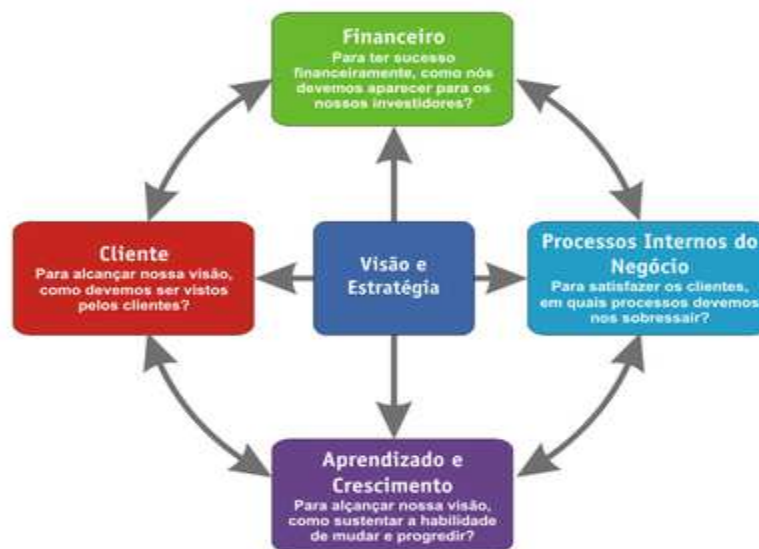 Financeiro
Para ter sucesso
financeiramente, como nós
devemos aparecer para os
nossos investidores?
Cliente
Para alcançar nossa visão,
como devemos ser vistos
pelos clientes?
Visão e
Estratégia
Processos Internos do
Negócio
Para satisfazer os clientes,
em quais processos devemos
nos sobressair?
Aprendizado e
Crescimento
Para alçançar nossa visão,
como sustentar a habilidade
de mudar e progredir?